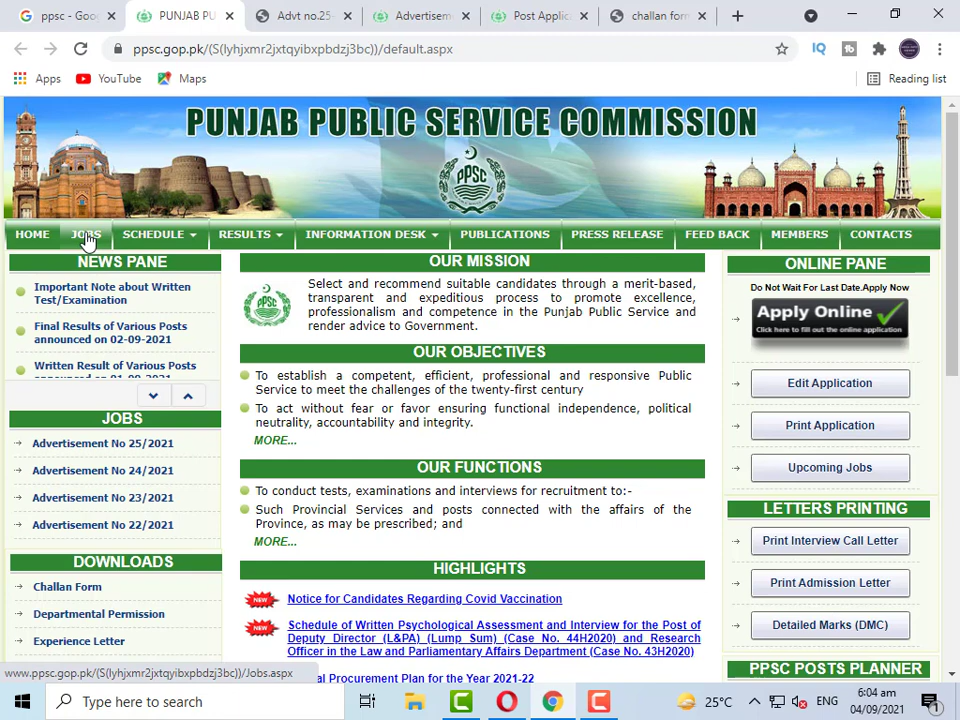 ppsc - Goo
PUNJAB PU
Advt no.25-
Advertisem
Post Applic
challan form
ppsc.gop.pk/(S(lyhjxmr2jxtqyibxpbdzj3bc))/default.aspx
Apps
YouTube
Maps
Reading list
PUNJAB PUBLIC SERVICE COMMISSION
PPSC
HOME
JOBS
SCHEDULE
RESULTS
INFORMATION DESK
PUBLICATIONS
PRESS RELEASE
FEED BACK
MEMBERS
CONTACTS
NEWS PANE
Important Note about Written
Test/Examination
Final Results of Various Posts
announced on 02-09-2021
Written Result of Various Posts
announced on 01-09-2021
JOBS
Advertisement No 25/2021
Advertisement No 24/2021
Advertisement No 23/2021
Advertisement No 22/2021
DOWNLOADS
Challan Form
Departmental Permission
Experience Letter
OUR MISSION
PPSC
Select and recommend suitable candidates through a merit-based,
transparent and expeditious process to promote excellence,
professionalism and competence in the Punjab Public Service and
render advice to Government.
OUR OBJECTIVES
To establish a competent, efficient, professional and responsive Public
Service to meet the challenges of the twenty-first century
To act without fear or favor ensuring functional independence, political
neutrality, accountability and integrity.
MORE...
OUR FUNCTIONS
To conduct tests, examinations and interviews for recruitment to:-
Such Provincial Services and posts connected with the affairs of the
Province, as may be prescribed; and
MORE...
HIGHLIGHTS
NEW
Notice for Candidates Regarding Covid Vaccination
NEW
Schedule of Written Psychological Assessment and Interview for the Post of
Deputy Director (L&PA) (Lump Sum) (Case No. 44H2020) and Research
Officer in the Law and Parliamentary Affairs Department (Case No. 43H2020)
al Procurement Plan for the Year 2021-22
ONLINE PANE
Do Not Wait For Last Date.Apply Now
Apply Online
Click here to fill out the online application
Edit Application
Print Application
Upcoming Jobs
LETTERS PRINTING
Print Interview Call Letter
Print Admission Letter
Detailed Marks (DMC)
PPSC POSTS PLANNER
www.ppsc.gop.pk/(S(lyhjxmr2jxtqyibxpbdzj3bc))/Jobs.aspx
Type here to search
25°C
ENG
6:04 am
04/09/2021
1